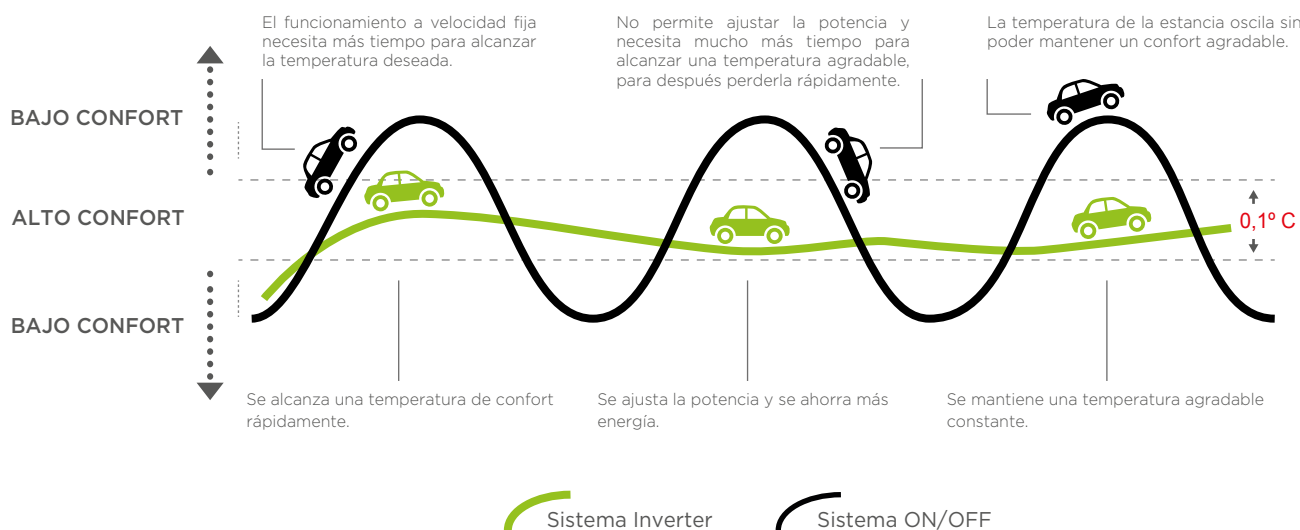 El funcionamiento a velocidad fija
necesita más tiempo para alcanzar
la temperatura deseada.
No permite ajustar la potencia y
necesita mucho más tiempo para
alcanzar una temperatura agradable,
para después perderla rápidamente.
La temperatura de la estancia oscila sin
poder mantener un confort agradable.
BAJO CONFORT
ALTO CONFORT
0,1º C
BAJO CONFORT
Se alcanza una temperatura de confort
rápidamente.
Se ajusta la potencia y se ahorra más
energía.
Se mantiene una temperatura agradable
constante.
Sistema Inverter
Sistema ON/OFF